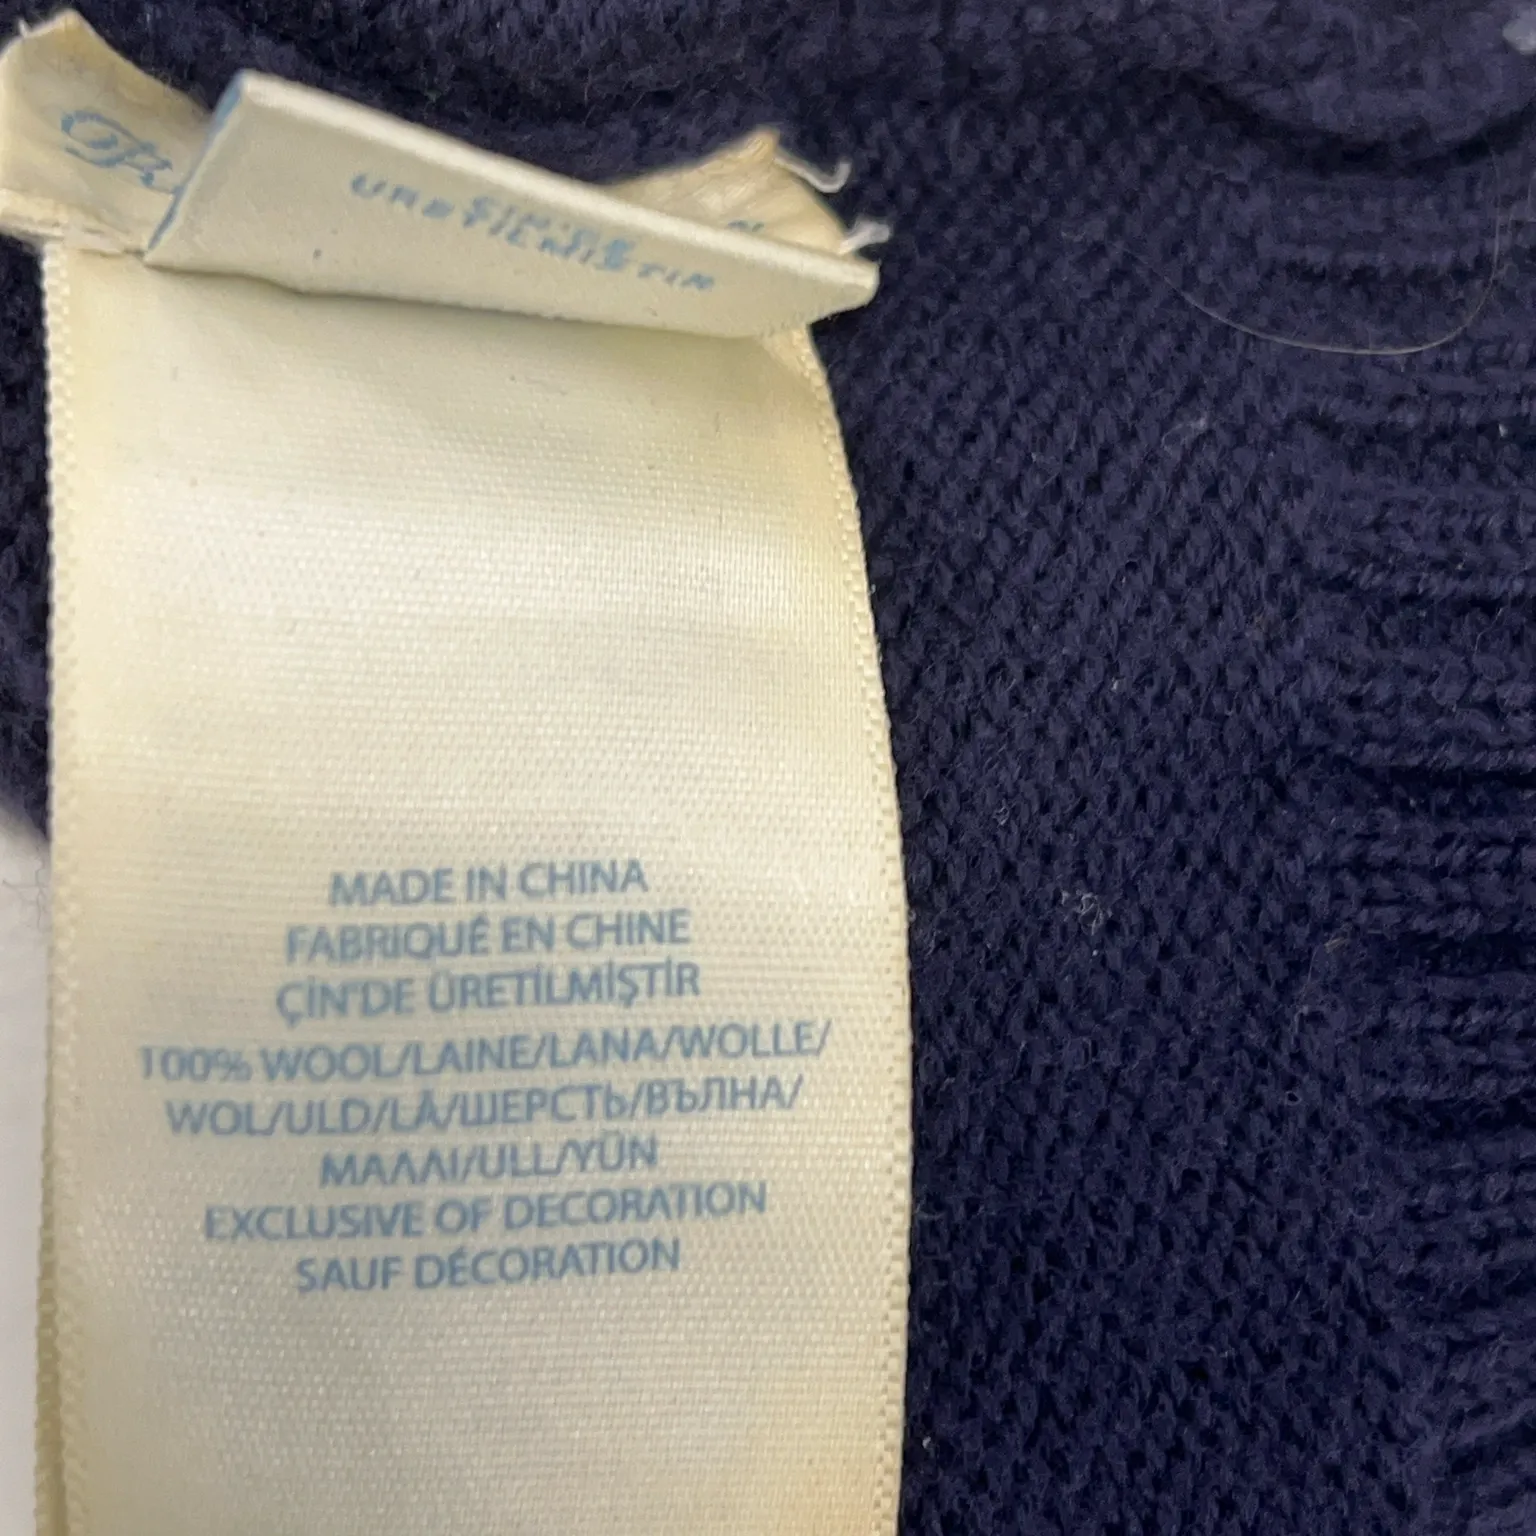 MADE IN CHINA
FABRIQUÉ EN CHINE
ÇİN'DE ÜRETİLMİŞTİR
100% WOOL/LAINE/LANA/WOLLE/
WOL/ULD/LÃ/ШЕРСТЬ/ВЪЛНА/
ΜΑΛΛΙ/ULL/YÜN
EXCLUSIVE OF DECORATION
SAUF DÉCORATION